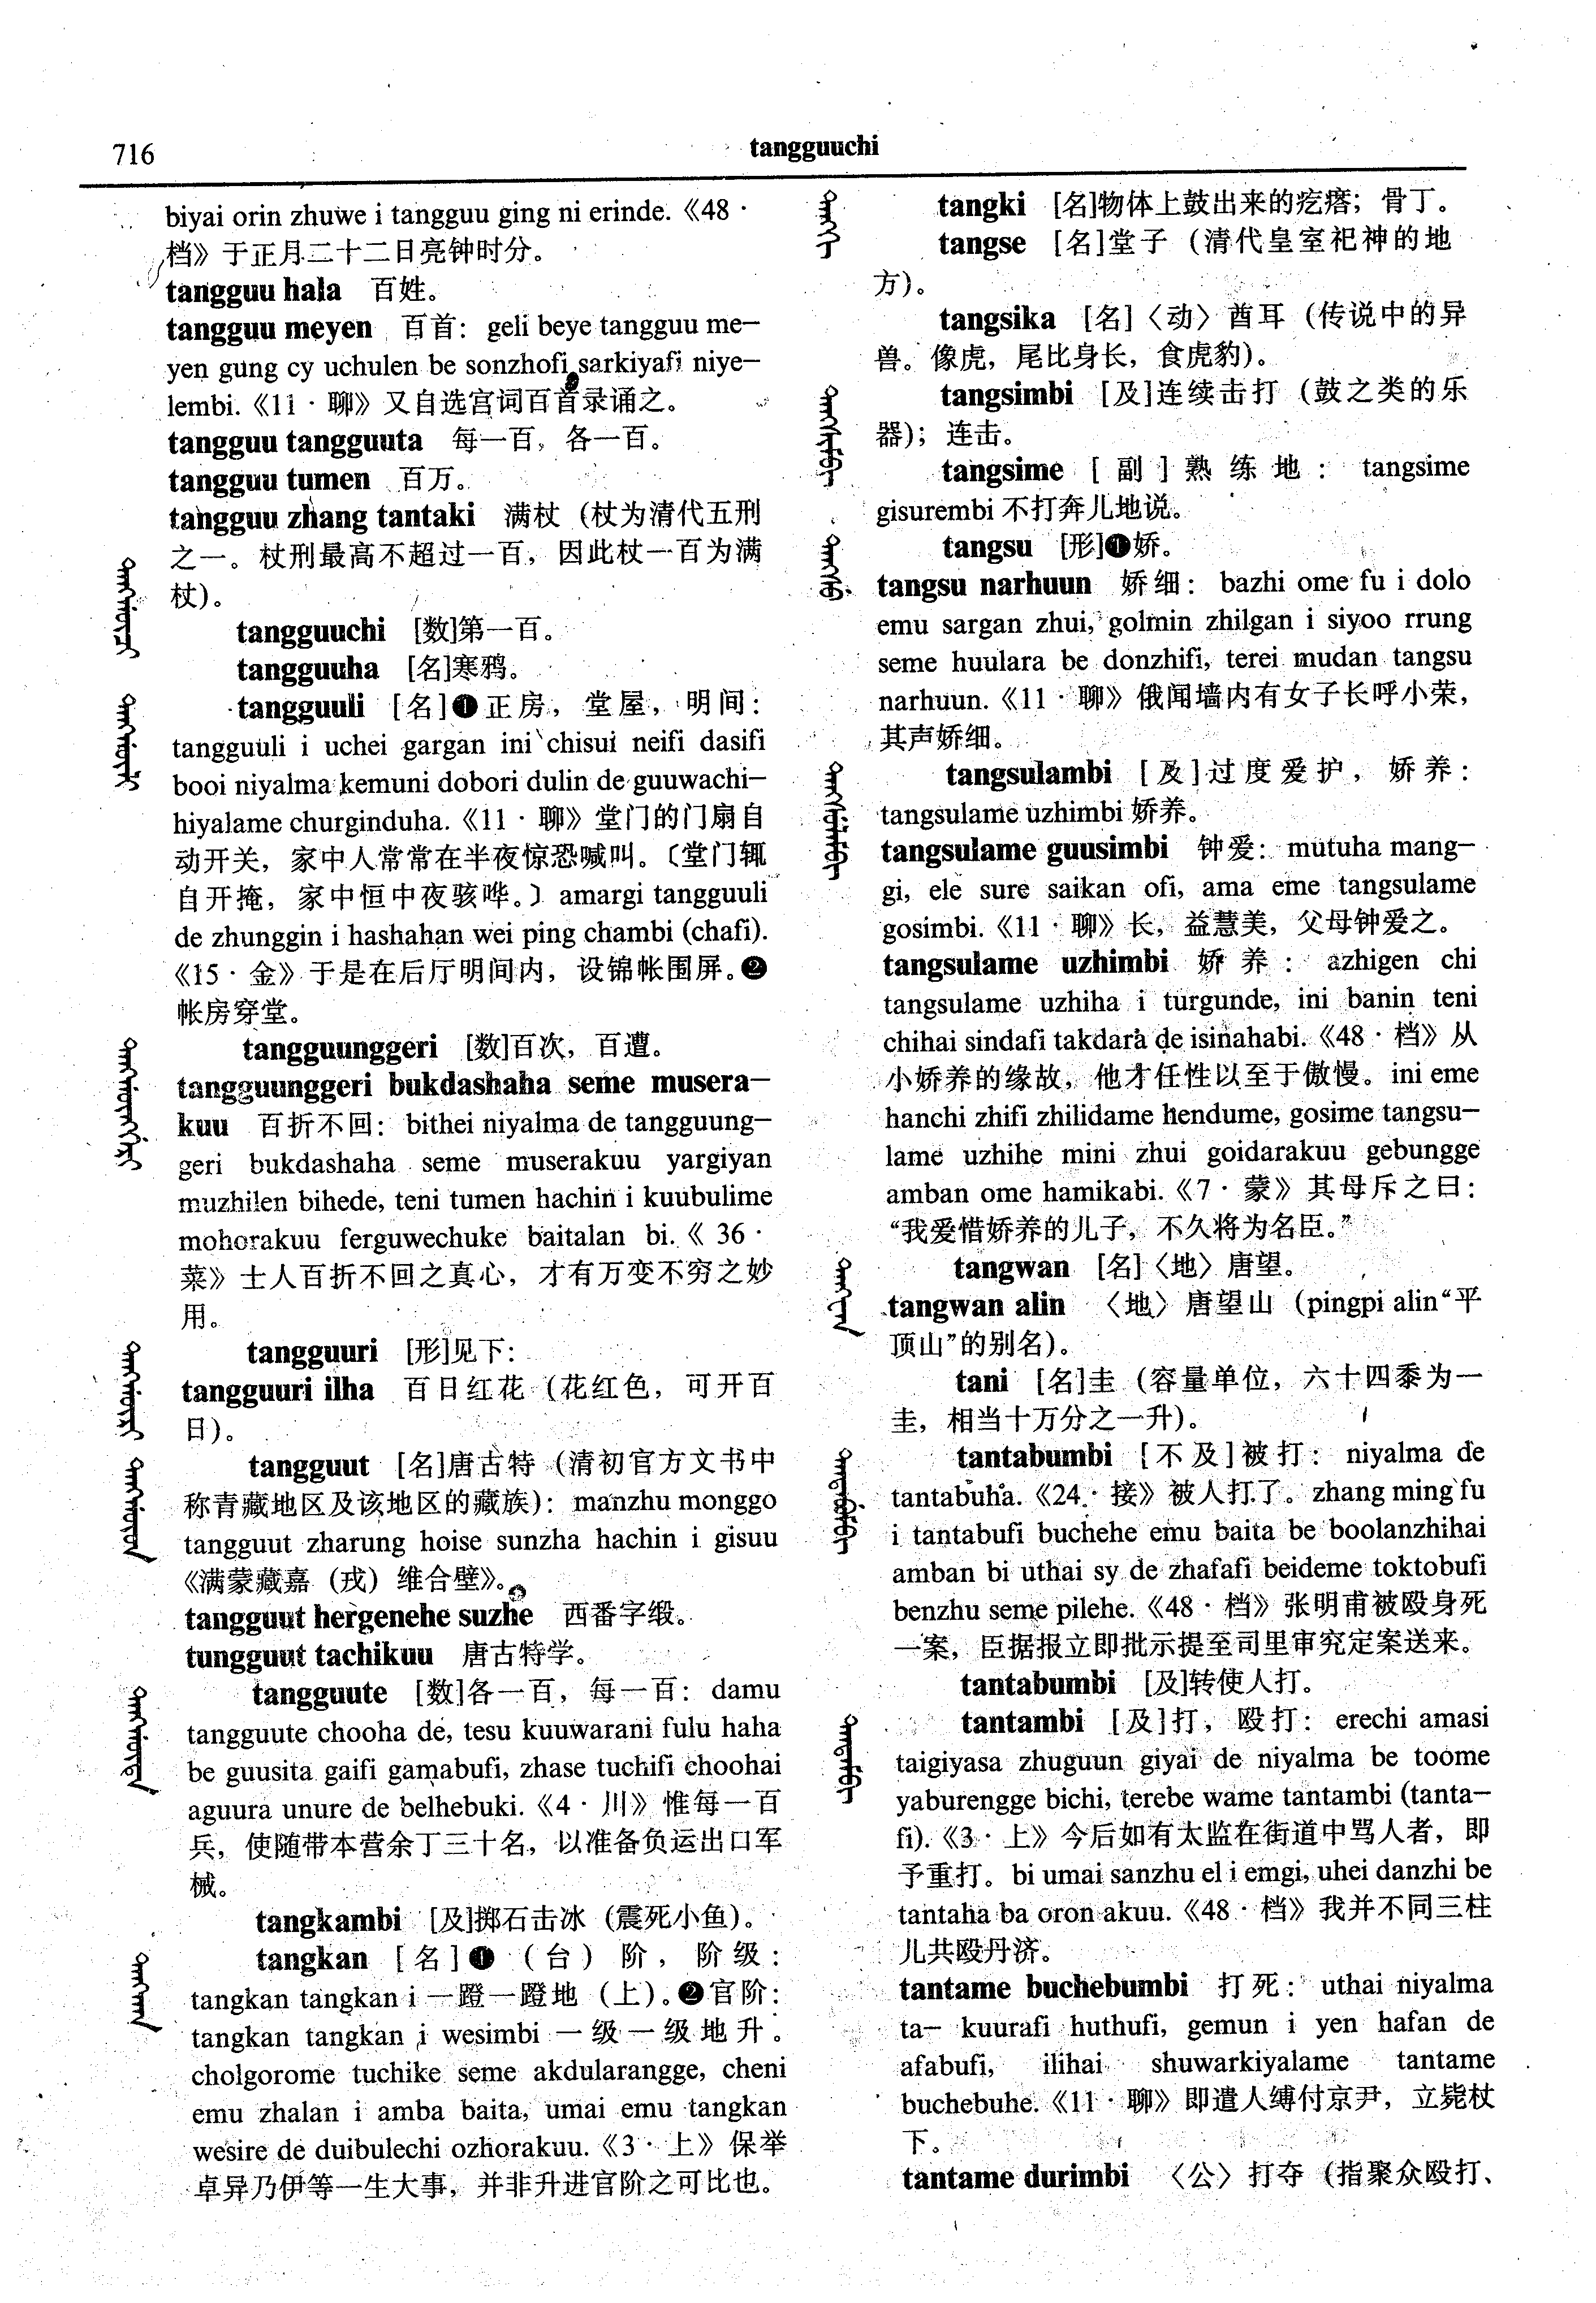 716
tangguuchi
biyai orin zhuwe i tangguu ging ni erinde.《48·
档》于正月二十二日亮钟时分。
tangguu hala 百姓。
tangguu meyen 百首: geli beye tangguu me-
yen gung cy uchulen be sonzhofi sarkiyafi niye-
lembi.《11·聊》又自选宫词百首录诵之。
tangguu tangguuta 每一百，各一百。
tangguu tumen 百万。
tangguu zhang tantaki 满杖（杖为清代五刑
之一。杖刑最高不超过一百，因此杖一百为满
杖）。
tangguuchi [数]第一百。
tangguuha [名]寒鸦。
tangguuli [名]❶正房，堂屋，明间：
tangguuli i uchei gargan ini chisui neifi dasifi
booi niyalma kemuni dobori dulin de guuwachi-
hiyalame churginduha.《11·聊》堂门的门扇自
动开关，家中人常常在半夜惊恐喊叫。〔堂门辄
自开掩，家中恒中夜骇哗。〕amargi tangguuli
de zhunggin i hashahan wei ping chambi (chafi).
《15·金》于是在后厅明间内，设锦帐围屏。❷
帐房穿堂。
tangguunggeri [数]百次，百遭。
tangguunggeri bukdashaha seme musera-
kuu 百折不回: bithei niyalma de tangguung-
geri bukdashaha seme muserakuu yargiyan
muzhilen bihede, teni tumen hachin i kuubulime
mohorakuu ferguwechuke baitalan bi.《36·
菜》士人百折不回之真心，才有万变不穷之妙
用。
tangguuri [形]见下:
tangguuri ilha 百日红花（花红色，可开百
日）。
tangguut [名]唐古特（清初官方文书中
称青藏地区及该地区的藏族）: manzhu monggo
tangguut zharung hoise sunzha hachin i gisuu
《满蒙藏嘉（戎）维合璧》。
tangguut hergenehe suzhe 西番字缎。
tungguut tachikuu 唐古特学。
tangguute [数]各一百，每一百: damu
tangguute chooha de, tesu kuuwarani fulu haha
be guusita gaifi gamabufi, zhase tuchifi choohai
aguura unure de belhebuki.《4·川》惟每一百
兵，使随带本营余丁三十名，以准备负运出口军
械。
tangkambi [及]掷石击冰（震死小鱼）。
tangkan [名]❶（台）阶，阶级:
tangkan tangkan i 一蹬一蹬地（上）。❷官阶:
tangkan tangkan i wesimbi 一级一级地升。
cholgorome tuchike seme akdularangge, cheni
emu zhalan i amba baita, umai emu tangkan
wesire de duibulechi ozhorakuu.《3·上》保举
卓异乃伊等一生大事，并非升进官阶之可比也。
tangki [名]物体上鼓出来的疙瘩；骨丁。
tangse [名]堂子（清代皇室祀神的地
方）。
tangsika [名]〈动〉酋耳（传说中的异
兽。像虎，尾比身长，食虎豹）。
tangsimbi [及]连续击打（鼓之类的乐
器）；连击。
tangsime [副]熟练地: tangsime
gisurembi 不打奔儿地说。
tangsu [形]❶娇。
tangsu narhuun 娇细: bazhi ome fu i dolo
emu sargan zhui, golmin zhilgan i siyoo rrung
seme huulara be donzhifi, terei mudan tangsu
narhuun.《11·聊》俄闻墙内有女子长呼小荣，
其声娇细。
tangsulambi [及]过度爱护，娇养:
tangsulame uzhimbi 娇养。
tangsulame guusimbi 钟爱: mutuha mang-
gi, ele sure saikan ofi, ama eme tangsulame
gosimbi.《11·聊》长，益慧美，父母钟爱之。
tangsulame uzhimbi 娇养: azhigen chi
tangsulame uzhiha i turgunde, ini banin teni
chihai sindafi takdara de isinahabi.《48·档》从
小娇养的缘故，他才任性以至于傲慢。ini eme
hanchi zhifi zhilidame hendume, gosime tangsu-
lame uzhihe mini zhui goidarakuu gebungge
amban ome hamikabi.《7·蒙》其母斥之曰：
“我爱惜娇养的儿子，不久将为名臣。”
tangwan [名]〈地〉唐望。
tangwan alin 〈地〉唐望山（pingpi alin“平
顶山”的别名）。
tani [名]圭（容量单位，六十四黍为一
圭，相当十万分之一升）。
tantabumbi [不及]被打: niyalma de
tantabuha.《24·接》被人打了。zhang ming fu
i tantabufi buchehe emu baita be boolanzhihai
amban bi uthai sy de zhafafi beideme toktobufi
benzhu seme pilehe.《48·档》张明甫被殴身死
一案，臣据报立即批示提至司里审究定案送来。
tantabumbi [及]转使人打。
tantambi [及]打，殴打: erechi amasi
taigiyasa zhuguun giyai de niyalma be toome
yaburengge bichi, terebe wame tantambi (tanta-
fi).《3·上》今后如有太监在街道中骂人者，即
予重打。bi umai sanzhu el i emgi, uhei danzhi be
tantaha ba oron akuu.《48·档》我并不同三柱
儿共殴丹济。
tantame buchebumbi 打死: uthai niyalma
ta- kuurafi huthufi, gemun i yen hafan de
afabufi, ilihai shuwarkiyalame tantame
buchebuhe.《11·聊》即遣人缚付京尹，立毙杖
下。
tantame durimbi 〈公〉打夺（指聚众殴打、